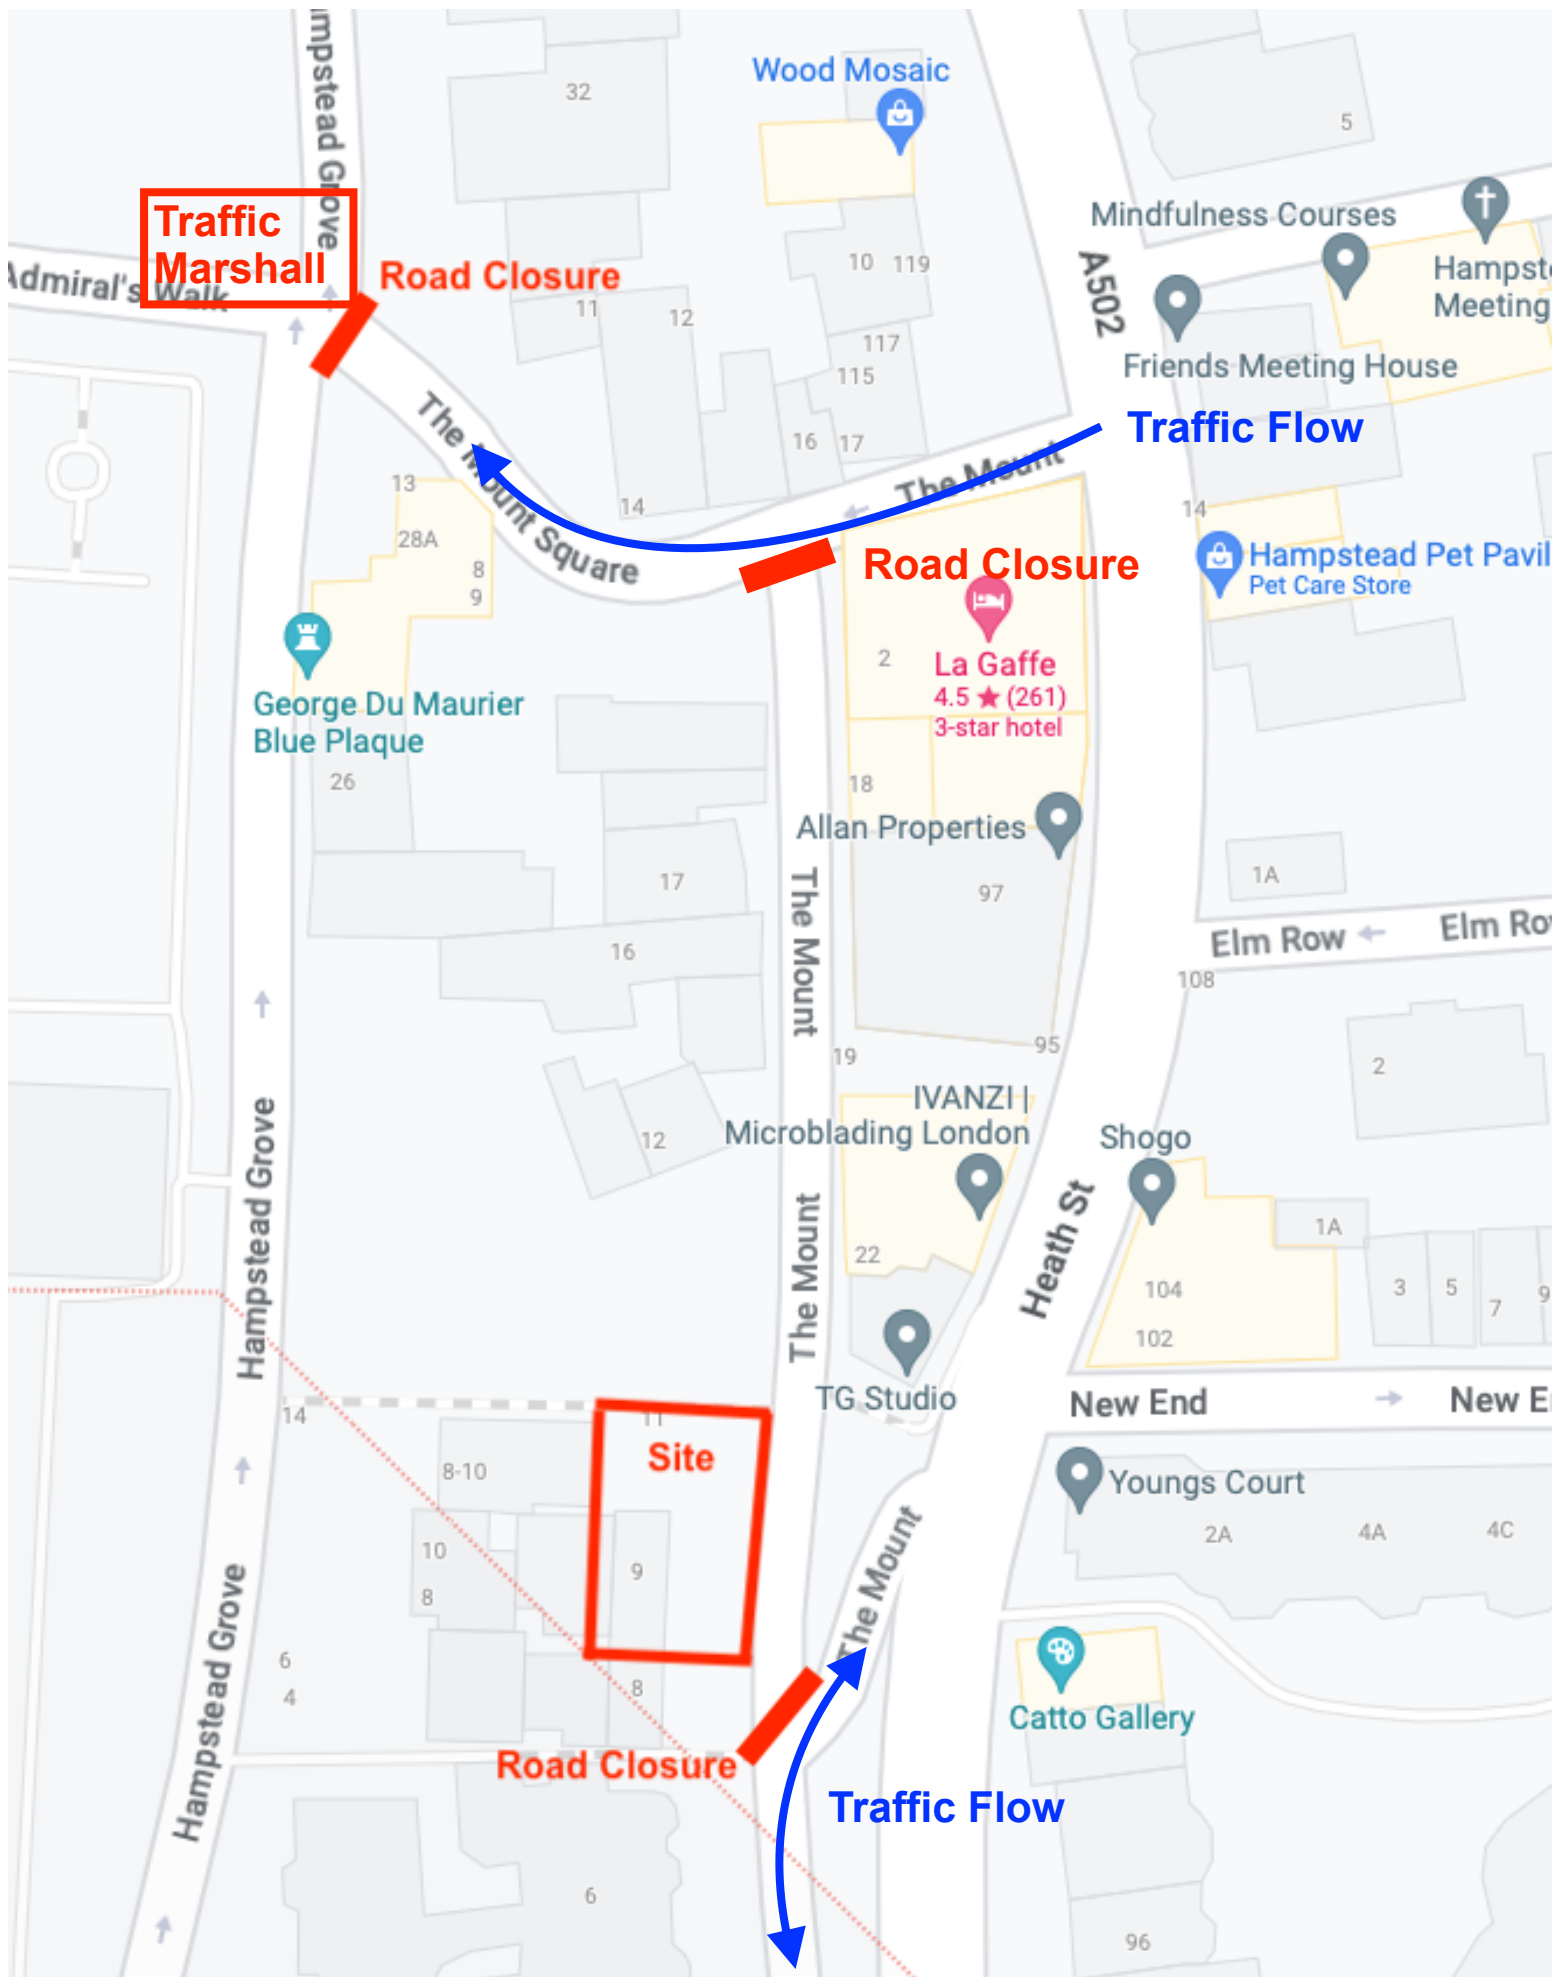 mpstead Grove
32
Wood Mosaic
5
Traffic
Marshall
Road Closure
Admiral's Walk
Mindfulness Courses
Hampst
Meeting
A502
10
119
11
12
117
115
Friends Meeting House
16
17
The Mount Square
The Mount
Traffic Flow
13
28A
8
9
14
14
Road Closure
Hampstead Pet Pavil
Pet Care Store
2
La Gaffe
4.5 ★ (261)
3-star hotel
George Du Maurier
Blue Plaque
26
18
Allan Properties
97
17
16
The Mount
1A
Elm Row
Elm Ro
108
95
19
2
IVANZI |
Microblading London
12
Shogo
Hampstead Grove
The Mount
22
Heath St
1A
104
102
3
5
7
9
TG Studio
New End
New E
14
11
Site
8-10
Youngs Court
2A
4A
4C
10
8
9
The Mount
Hampstead Grove
6
4
8
Catto Gallery
Road Closure
Traffic Flow
6
96